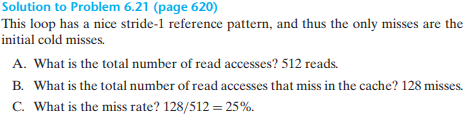 Solution to Problem 6.21 (page 620)
This loop has a nice stride-1 reference pattern, and thus the only misses are the
initial cold misses.
A. What is the total number of read accesses? 512 reads.
B. What is the total number of read accesses that miss in the cache? 128 misses.
C. What is the miss rate? 128/512 = 25%.